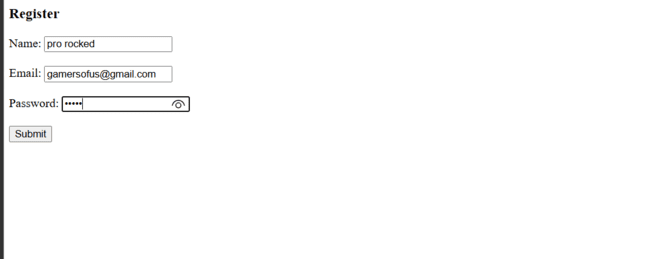 Register
Name: pro rocked
Email: gamersofus@gmail.com
Password: •••••
Submit